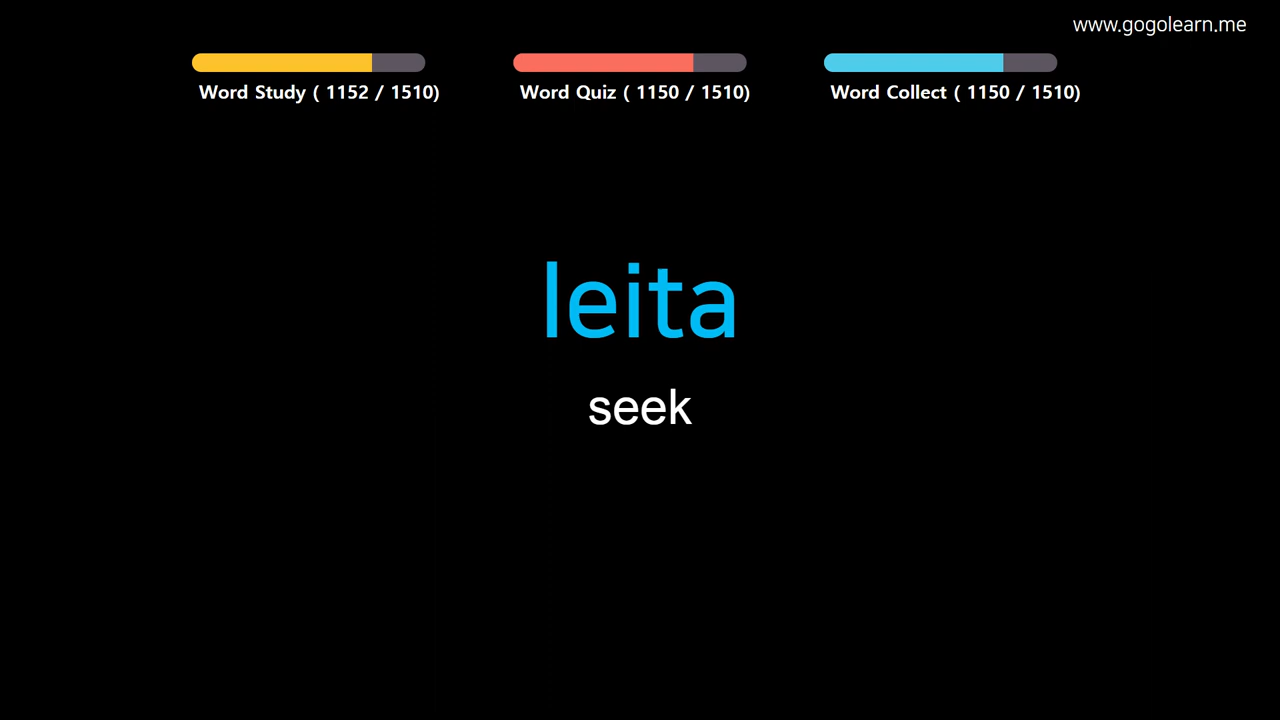 www.gogolearn.me
Word Study ( 1152 / 1510)
Word Quiz ( 1150 / 1510)
Word Collect ( 1150 / 1510)
leita
seek